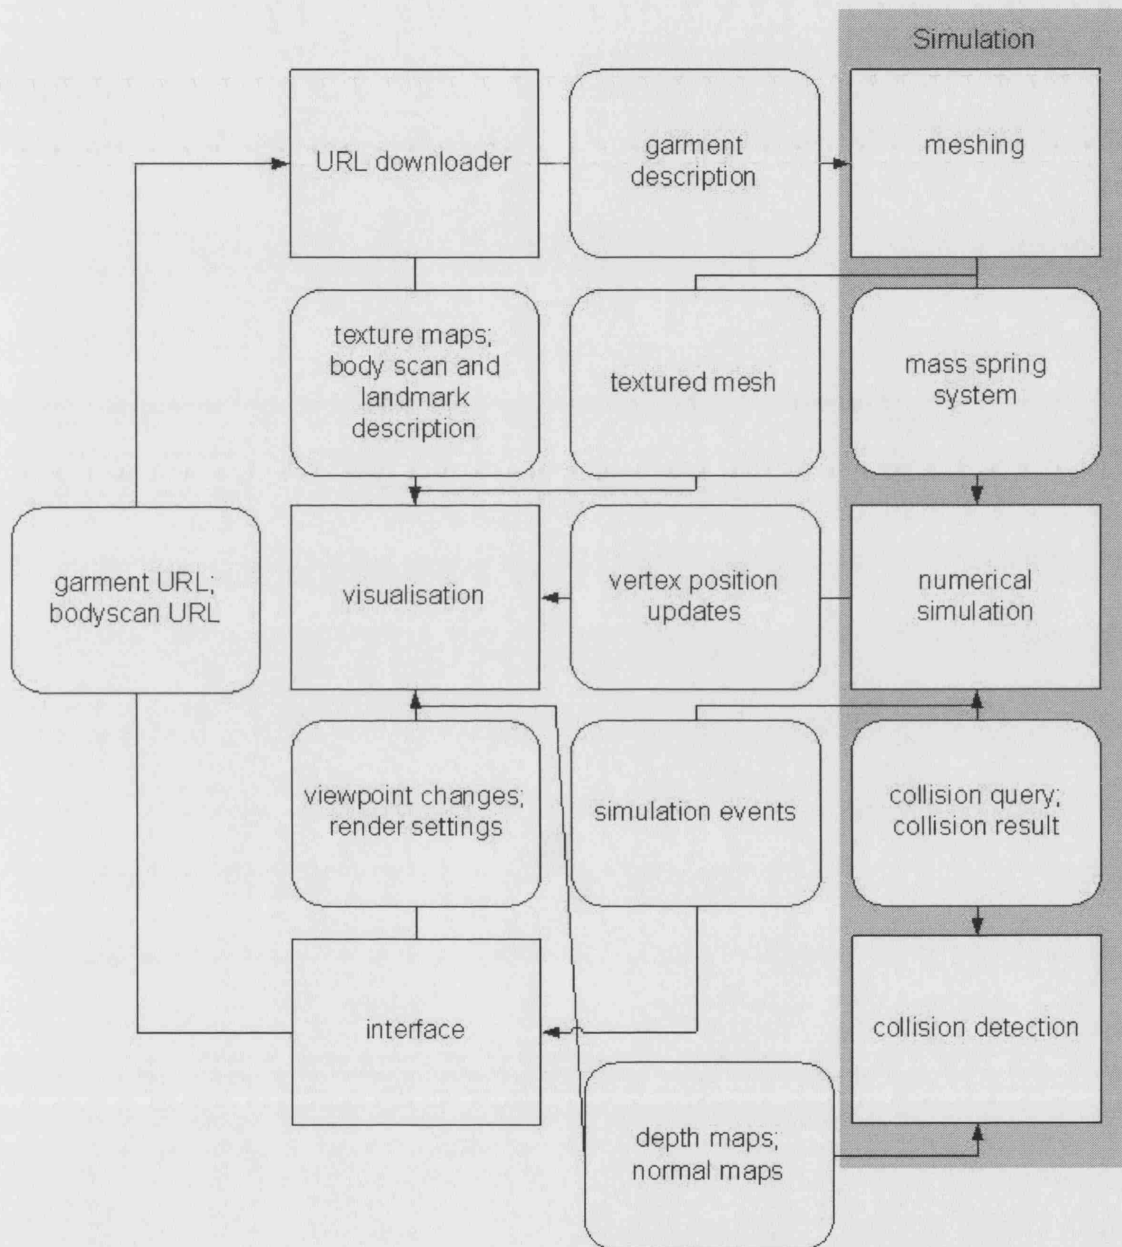 Simulation
URL downloader
garment
description
meshing
texture maps;
body scan and
landmark
description
textured mesh
mass spring
system
garment URL;
bodyscan URL
visualisation
vertex position
updates
numerical
simulation
viewpoint changes;
render settings
simulation events
collision query;
collision result
interface
collision detection
depth maps;
normal maps